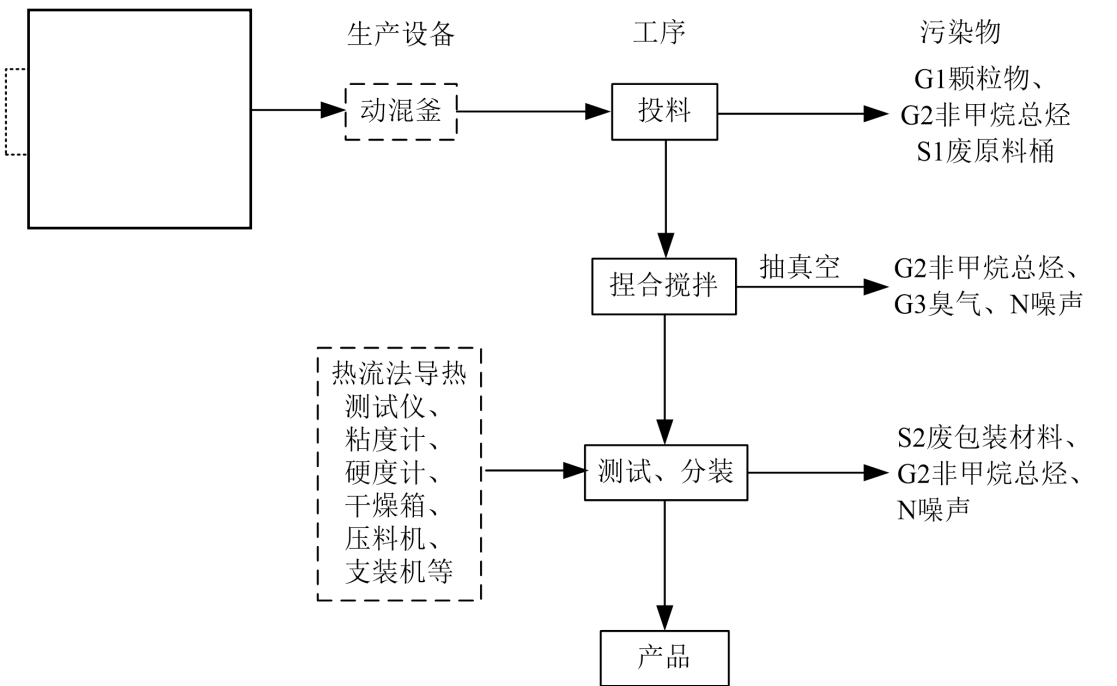 生产设备
工序
污染物
动混釜
投料
G1颗粒物、
G2非甲烷总烃
S1废原料桶
捏合搅拌
抽真空
G2非甲烷总烃、
G3臭气、N噪声
热流法导热
测试仪、
粘度计、
硬度计、
干燥箱、
压料机、
支装机等
测试、分装
S2废包装材料、
G2非甲烷总烃、
N噪声
产品